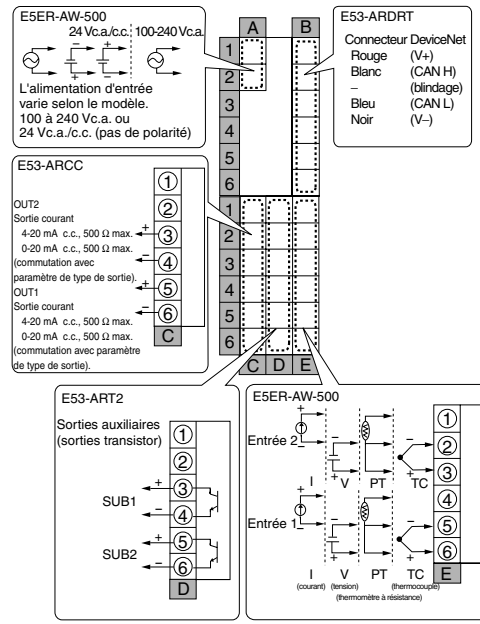 E5ER-AW-500
24 Vc.a./c.c.
100-240 Vc.a.
L'alimentation d'entrée
varie selon le modèle.
100 à 240 Vc.a. ou
24 Vc.a./c.c. (pas de polarité)
A
B
1
2
3
4
5
6
1
2
3
4
5
6
C D E
E53-ARDRT
Connecteur DeviceNet
Rouge (V+)
Blanc (CAN H)
– (blindage)
Bleu (CAN L)
Noir (V–)
E53-ARCC
OUT2
Sortie courant
4-20 mA c.c., 500 Ω max.
0-20 mA c.c., 500 Ω max.
(commutation avec
paramètre de type de sortie).
OUT1
Sortie courant
4-20 mA c.c., 500 Ω max.
0-20 mA c.c., 500 Ω max.
(commutation avec paramètre
de type de sortie).
+
–
+
–
1
2
3
4
5
6
C
E53-ART2
Sorties auxiliaires
(sorties transistor)
SUB1
SUB2
+
–
+
–
1
2
3
4
5
6
D
E5ER-AW-500
Entrée 2
I V PT TC
Entrée 1
I V PT TC
(courant) (tension) (thermocouple)
(thermomètre à résistance)
1
2
3
4
5
6
E